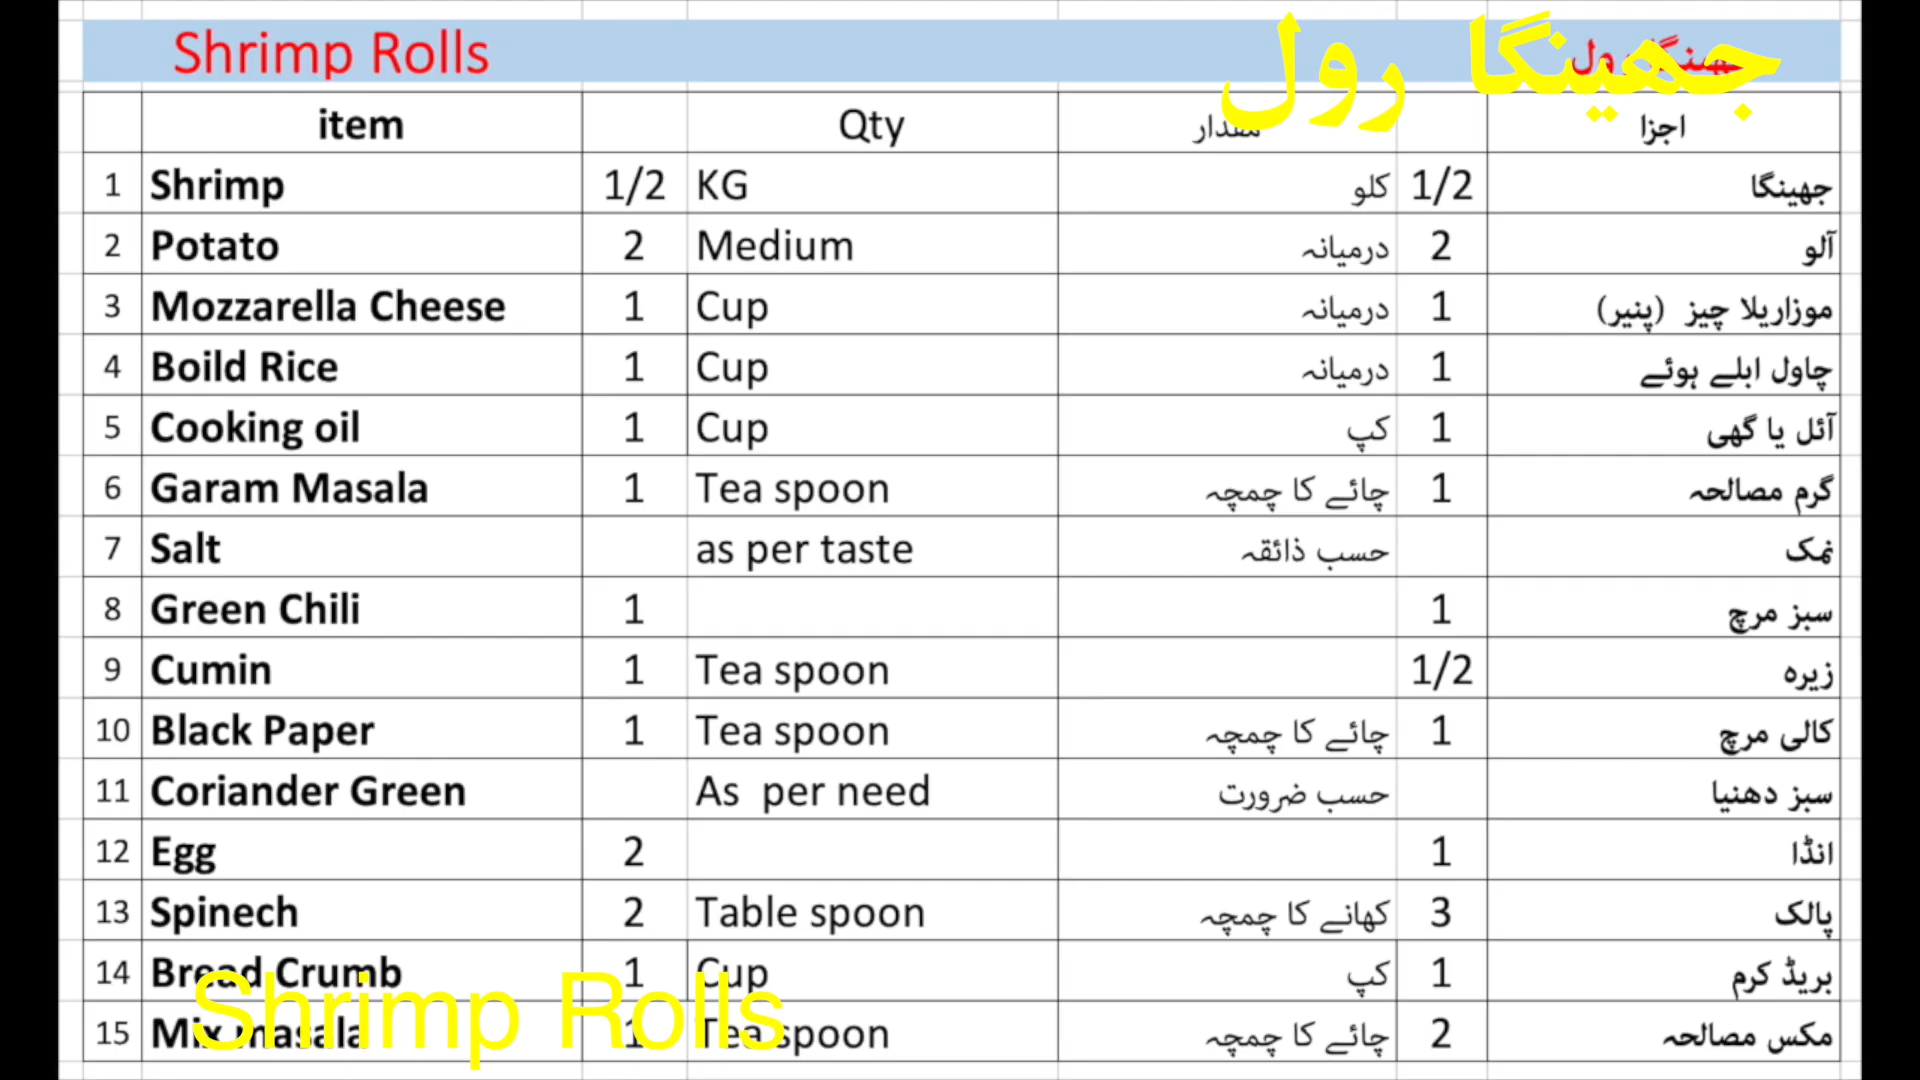 Shrimp Rolls جھینگا رول
item Qty مقدار اجزا
1 Shrimp 1/2 KG کلو 1/2 جھینگا
2 Potato 2 Medium درمیانہ 2 آلو
3 Mozzarella Cheese 1 Cup درمیانہ 1 موزاریلا چیز (پنیر)
4 Boild Rice 1 Cup درمیانہ 1 چاول ابلے ہوئے
5 Cooking oil 1 Cup کپ 1 آئل یا گھی
6 Garam Masala 1 Tea spoon چائے کا چمچہ 1 گرم مصالحہ
7 Salt as per taste حسب ذائقہ نمک
8 Green Chili 1 1 سبز مرچ
9 Cumin 1 Tea spoon 1/2 زیرہ
10 Black Paper 1 Tea spoon چائے کا چمچہ 1 کالی مرچ
11 Coriander Green As per need حسب ضرورت سبز دھنیا
12 Egg 2 1 انڈا
13 Spinech 2 Table spoon کھانے کا چمچہ 3 پالک
14 Bread Crumb 1 Cup کپ 1 بریڈ کرم
Shrimp Rolls
15 Mix masala 1 Tea spoon چائے کا چمچہ 2 مکس مصالحہ